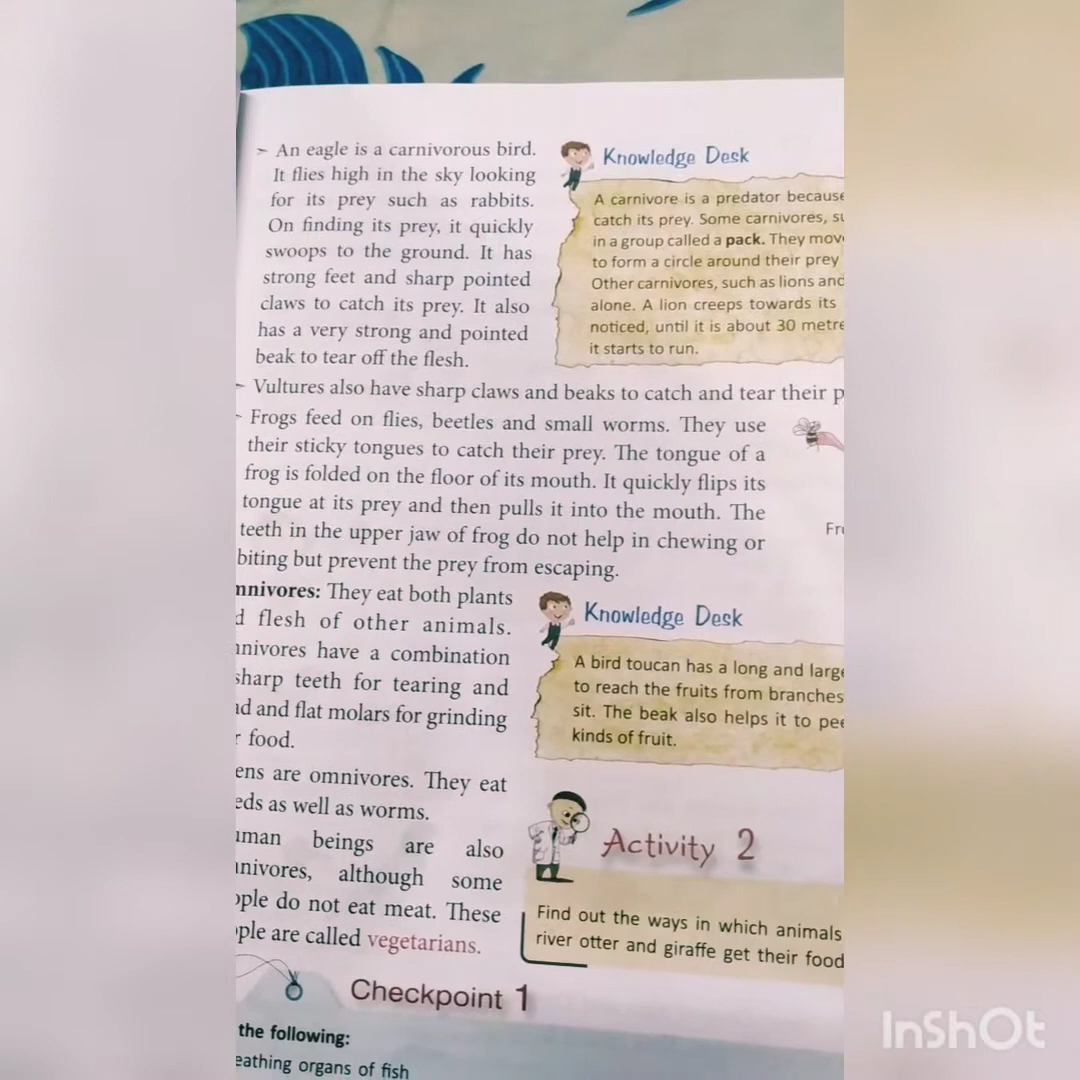 ➣ An eagle is a carnivorous bird.
It flies high in the sky looking
for its prey such as rabbits.
On finding its prey, it quickly
swoops to the ground. It has
strong feet and sharp pointed
claws to catch its prey. It also
has a very strong and pointed
beak to tear off the flesh.
Knowledge Desk
A carnivore is a predator because
catch its prey. Some carnivores,
in a group called a pack. They
to form a circle around their prey
Other carnivores, such as lions and
alone. A lion creeps towards its
noticed, until it is about 30
it starts to run.
Vultures also have sharp claws and beaks to catch and tear their
Frogs feed on flies, beetles and small worms. They use
their sticky tongues to catch their prey. The tongue of a
frog is folded on the floor of its mouth. It quickly flips its
tongue at its prey and then pulls it into the mouth. The
teeth in the upper jaw of frog do not help in chewing or
biting but prevent the prey from escaping.
mnivores: They eat both plants
d flesh of other animals.
nnivores have a combination
sharp teeth for tearing and
ad and flat molars for grinding
r food.
ens are omnivores. They eat
eds as well as worms.
uman beings are also
nnivores, although some
ople do not eat meat. These
ople are called vegetarians.
Knowledge Desk
A bird toucan has a long and large
to reach the fruits from branches
sit. The beak also helps it to
kinds of fruit.
Activity 2
Find out the ways in which animals
river otter and giraffe get their food
Checkpoint 1
the following:
eathing organs of fish
InShOt